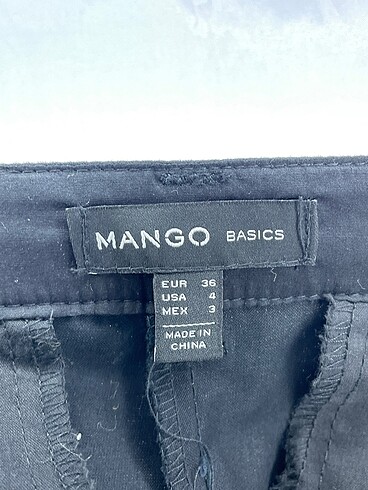 MANGO BASICS
EUR 36
USA 4
MEX 3
MADE IN
CHINA